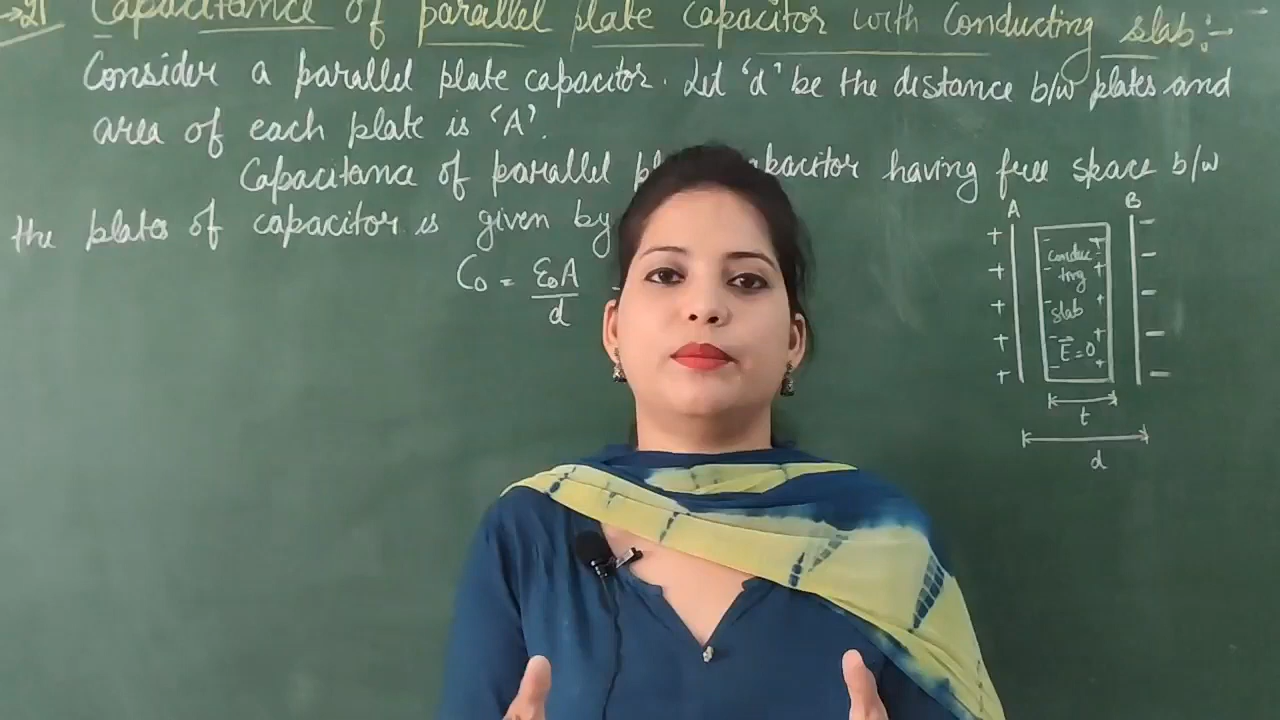 →21 Capacitance of parallel plate capacitor with conducting slab:-
Consider a parallel plate capacitor. Let 'd' be the distance b/w plates and
area of each plate is 'A'.
Capacitance of parallel capacitor having free space b/w
the plates of capacitor is given by
C₀ = ε₀A/d
A B
+ + + + +
- - - - -
conduc-
ting
slab
E⃗=0
- - - - -
+ + + + +
t
d